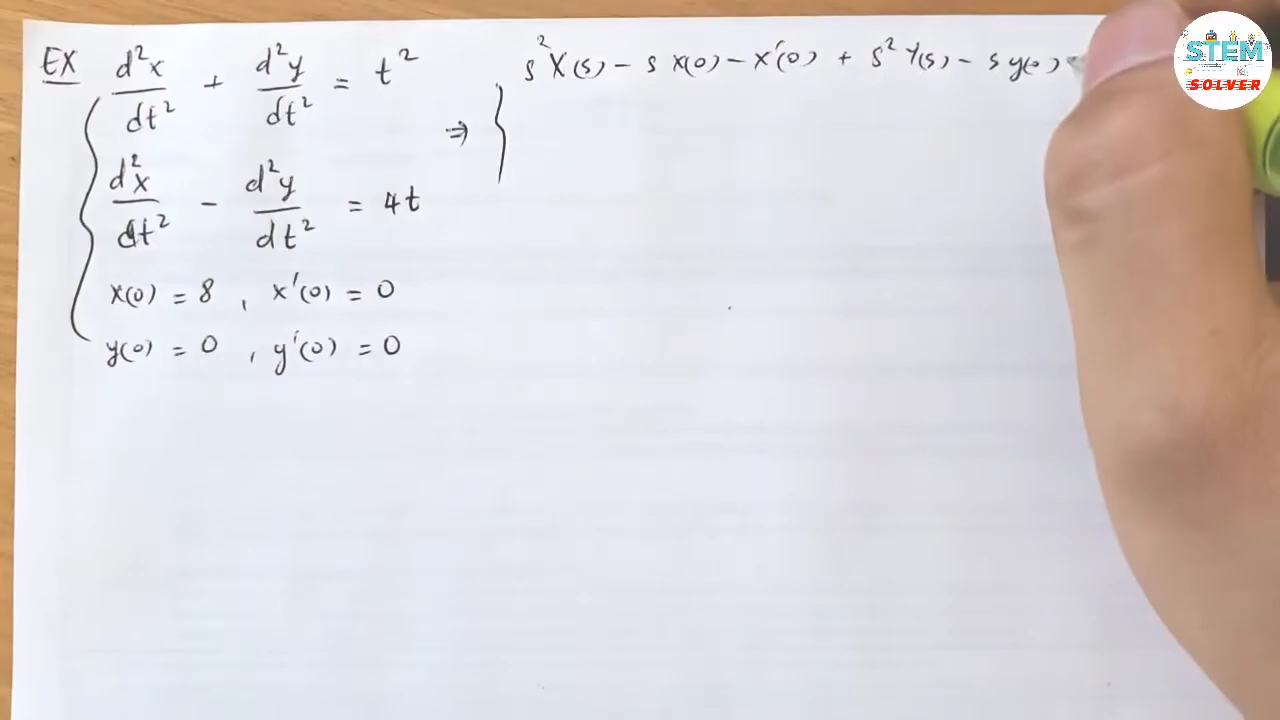 EX d²x/dt² + d²y/dt² = t²
d²x/dt² - d²y/dt² = 4t
x(0) = 8 , x'(0) = 0
y(0) = 0 , y'(0) = 0
⇒ { s²X(s) - s x(0) - x'(0) + s²Y(s) - s y(0)
STEM
SOLVER